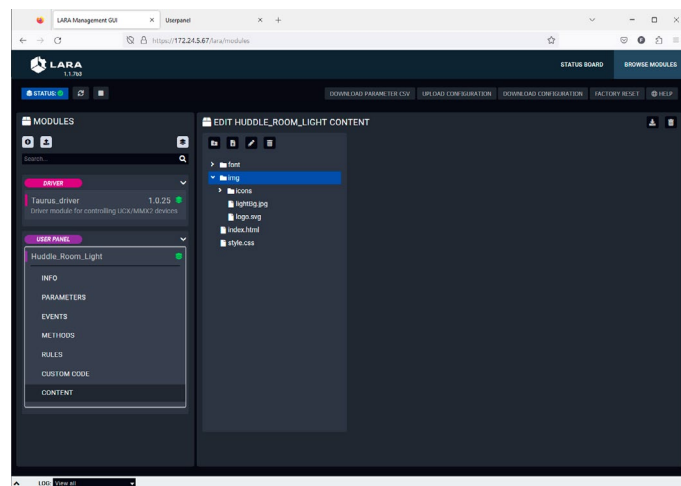 LARA Management GUI
Userpanel
https://172.24.5.67/lara/modules
LARA
1.1.7b3
STATUS BOARD
BROWSE MODULES
STATUS:
DOWNLOAD PARAMETER CSV
UPLOAD CONFIGURATION
DOWNLOAD CONFIGURATION
FACTORY RESET
HELP
MODULES
Search...
DRIVER
Taurus_driver 1.0.25
Driver module for controlling UCX/MMX2 devices
USER PANEL
Huddle_Room_Light
INFO
PARAMETERS
EVENTS
METHODS
RULES
CUSTOM CODE
CONTENT
EDIT HUDDLE_ROOM_LIGHT CONTENT
font
img
icons
lightBg.jpg
logo.svg
index.html
style.css
LOG: View all